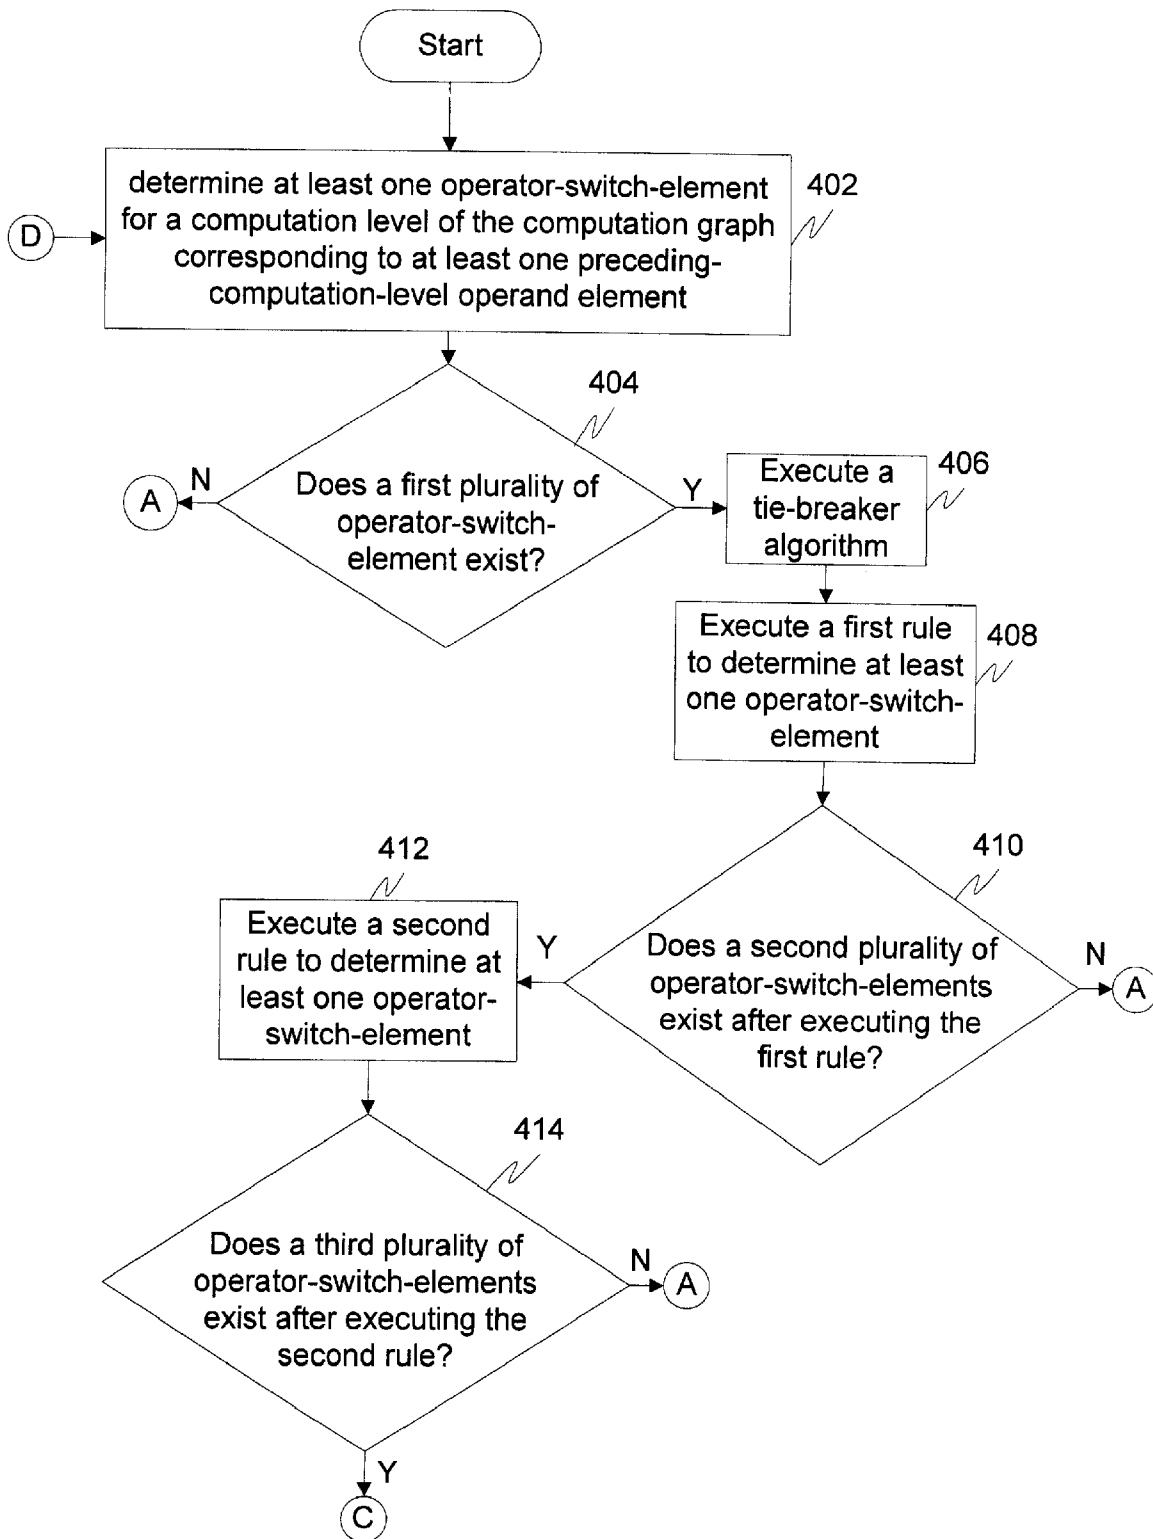 Start
determine at least one operator-switch-element
for a computation level of the computation graph
corresponding to at least one preceding-
computation-level operand element
402
D
404
Does a first plurality of
operator-switch-
element exist?
N
A
Y
Execute a
tie-breaker
algorithm
406
Execute a first rule
to determine at least
one operator-switch-
element
408
410
Does a second plurality of
operator-switch-elements
exist after executing the
first rule?
N
A
Y
412
Execute a second
rule to determine at
least one operator-
switch-element
414
Does a third plurality of
operator-switch-elements
exist after executing the
second rule?
N
A
Y
C